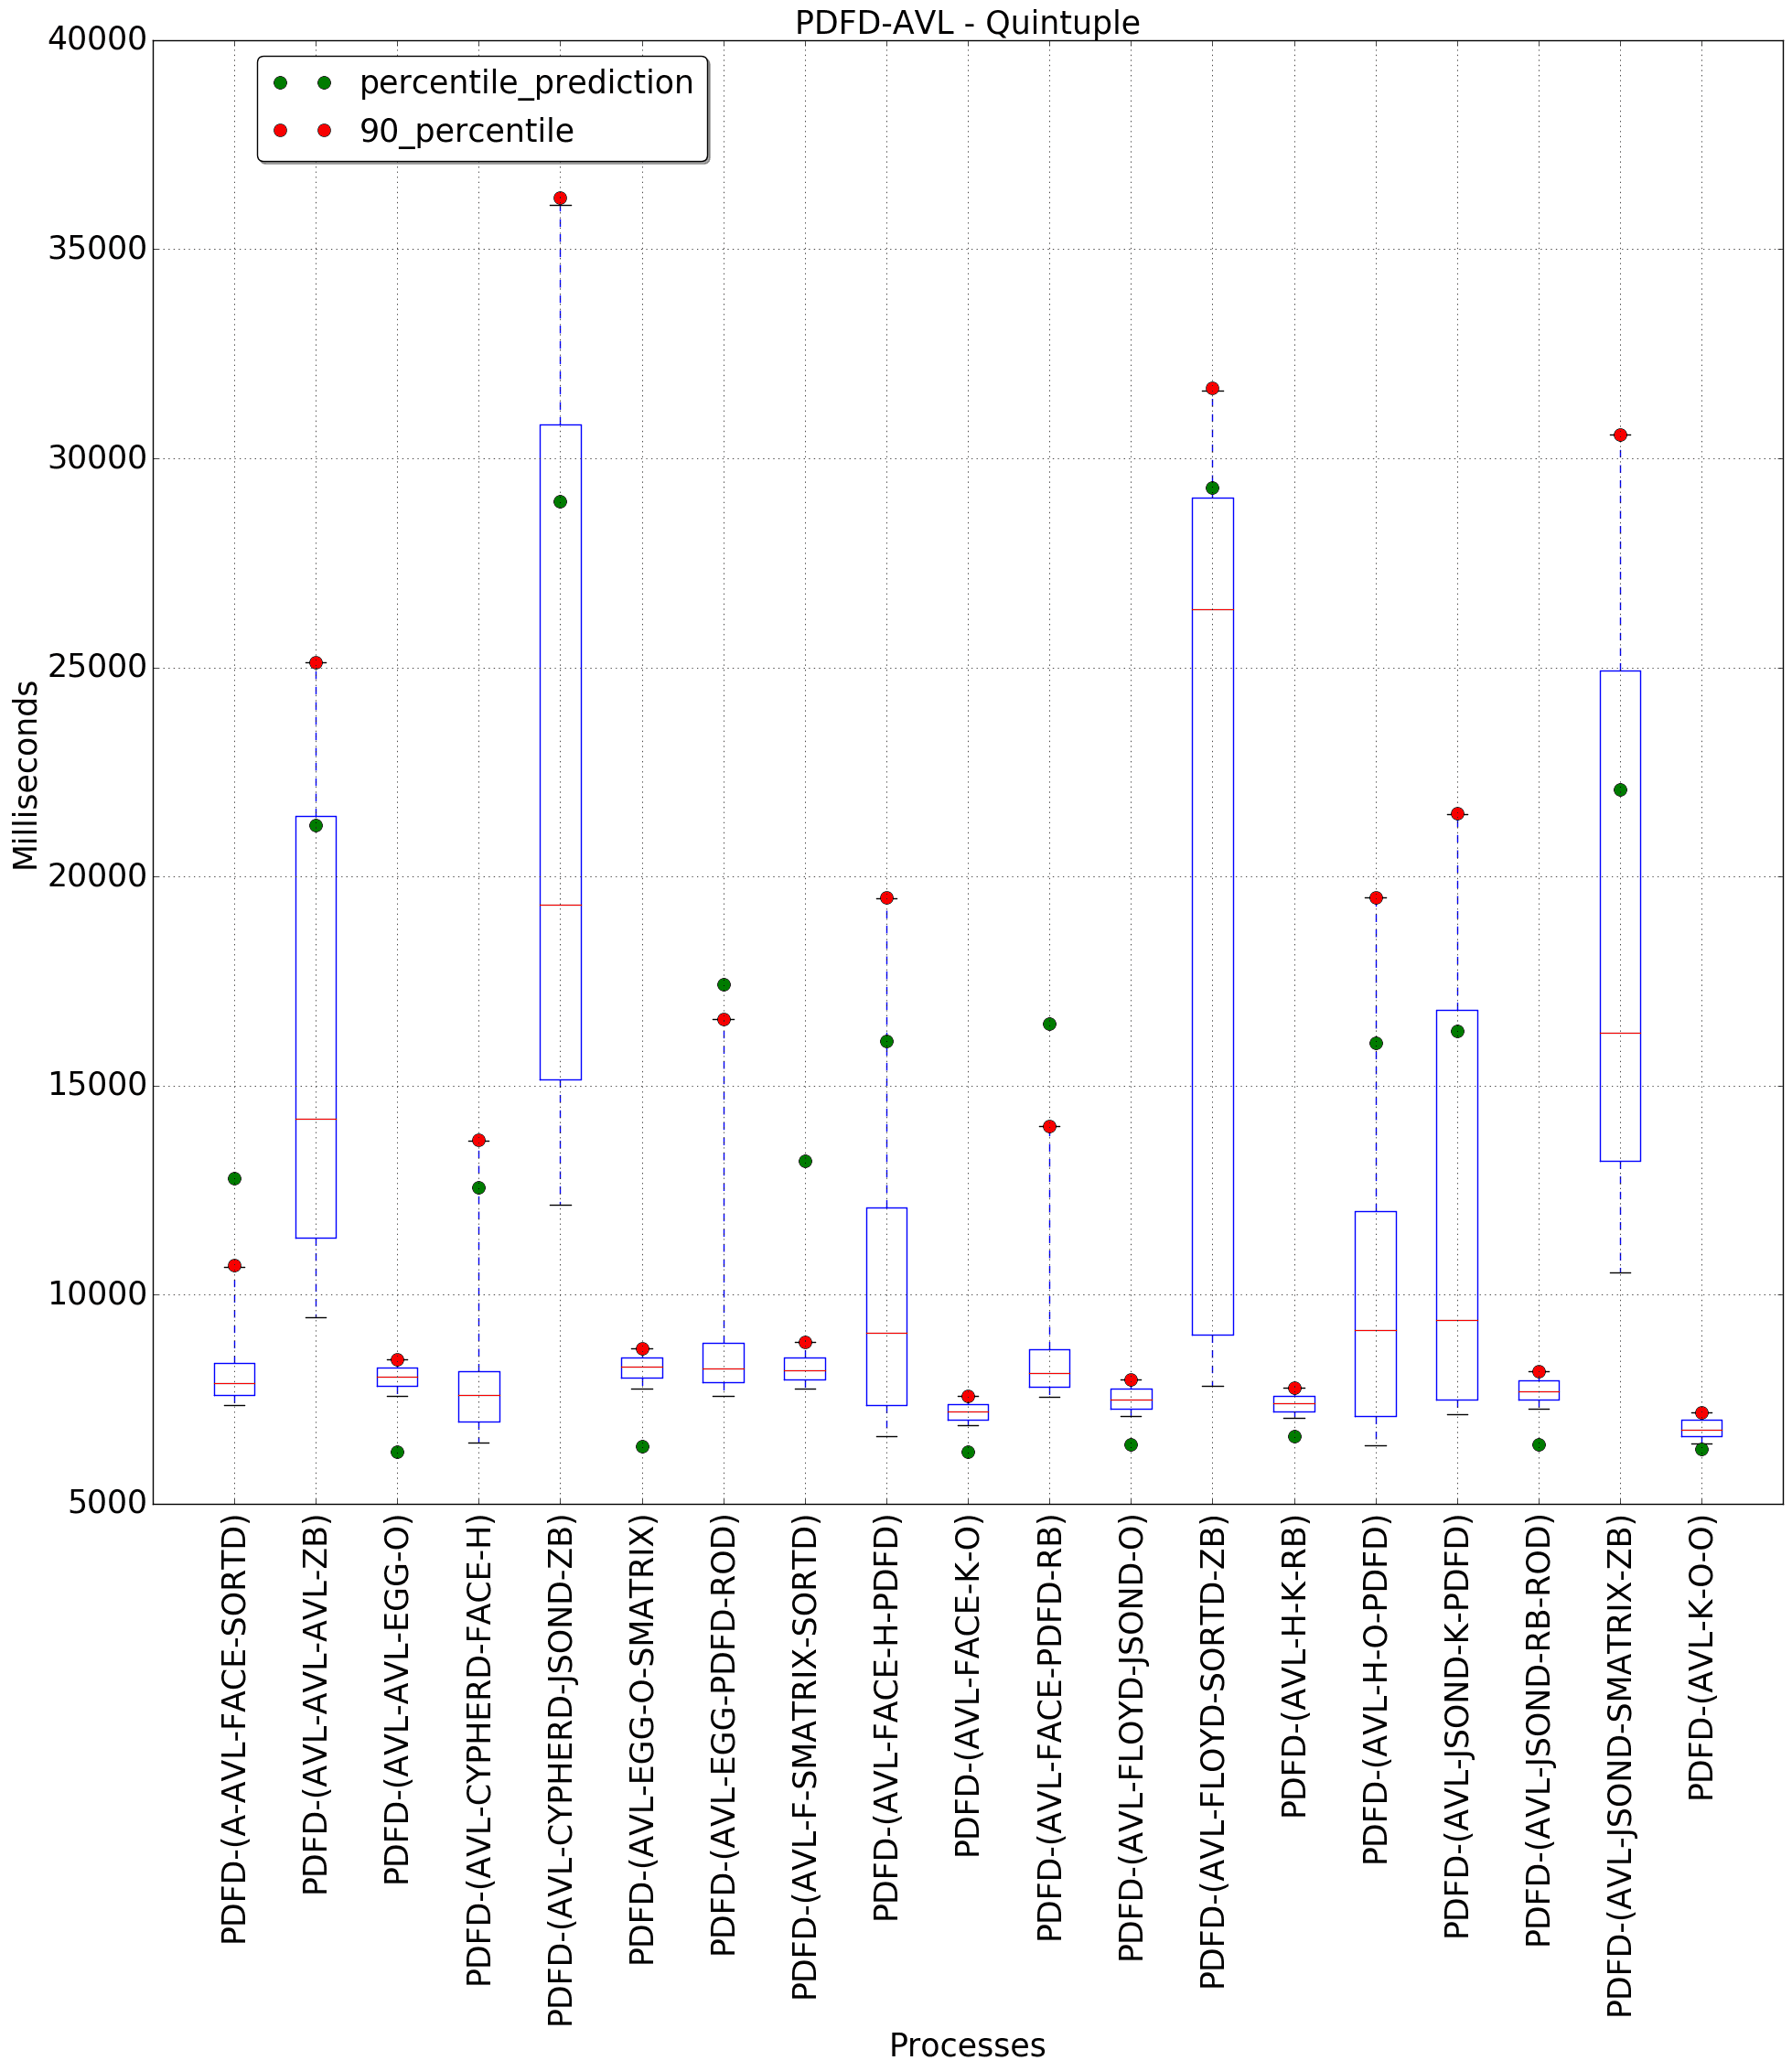 PDFD-AVL - Quintuple
percentile_prediction
90_percentile
40000
35000
30000
25000
20000
15000
10000
5000
Milliseconds
PDFD-(A-AVL-FACE-SORTD)
PDFD-(AVL-AVL-AVL-ZB)
PDFD-(AVL-AVL-EGG-O)
PDFD-(AVL-CYPHERD-FACE-H)
PDFD-(AVL-CYPHERD-JSOND-ZB)
PDFD-(AVL-EGG-O-SMATRIX)
PDFD-(AVL-EGG-PDFD-ROD)
PDFD-(AVL-F-SMATRIX-SORTD)
PDFD-(AVL-FACE-H-PDFD)
PDFD-(AVL-FACE-K-O)
PDFD-(AVL-FACE-PDFD-RB)
PDFD-(AVL-FLOYD-JSOND-O)
PDFD-(AVL-FLOYD-SORTD-ZB)
PDFD-(AVL-H-K-RB)
PDFD-(AVL-H-O-PDFD)
PDFD-(AVL-JSOND-K-PDFD)
PDFD-(AVL-JSOND-RB-ROD)
PDFD-(AVL-JSOND-SMATRIX-ZB)
PDFD-(AVL-K-O-O)
Processes